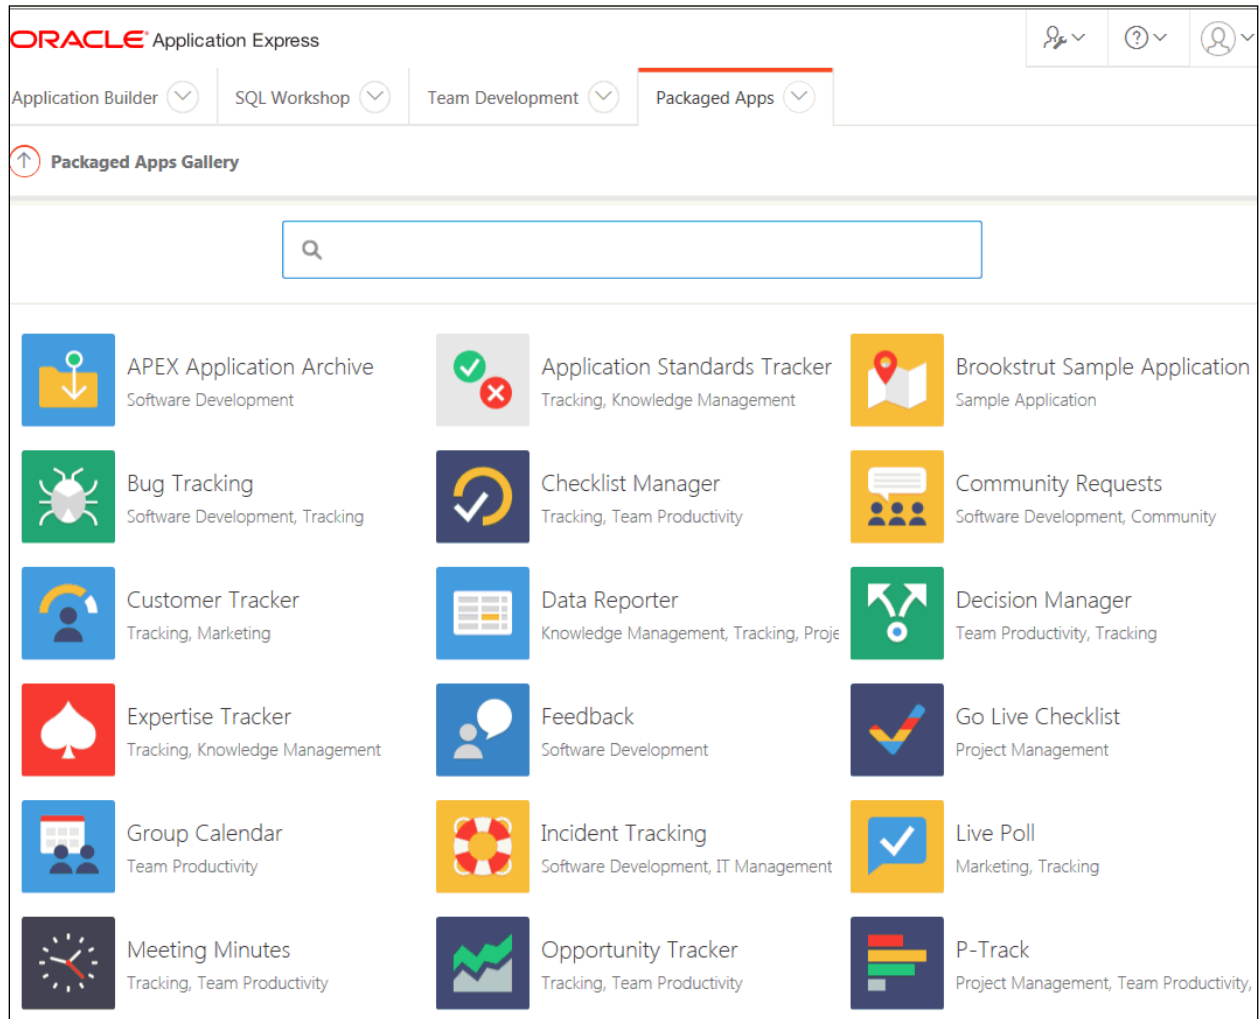 ORACLE Application Express
Application Builder SQL Workshop Team Development Packaged Apps
Packaged Apps Gallery
APEX Application Archive
Software Development
Application Standards Tracker
Tracking, Knowledge Management
Brookstrut Sample Application
Sample Application
Bug Tracking
Software Development, Tracking
Checklist Manager
Tracking, Team Productivity
Community Requests
Software Development, Community
Customer Tracker
Tracking, Marketing
Data Reporter
Knowledge Management, Tracking, Proje
Decision Manager
Team Productivity, Tracking
Expertise Tracker
Tracking, Knowledge Management
Feedback
Software Development
Go Live Checklist
Project Management
Group Calendar
Team Productivity
Incident Tracking
Software Development, IT Management
Live Poll
Marketing, Tracking
Meeting Minutes
Tracking, Team Productivity
Opportunity Tracker
Tracking, Team Productivity
P-Track
Project Management, Team Productivity,